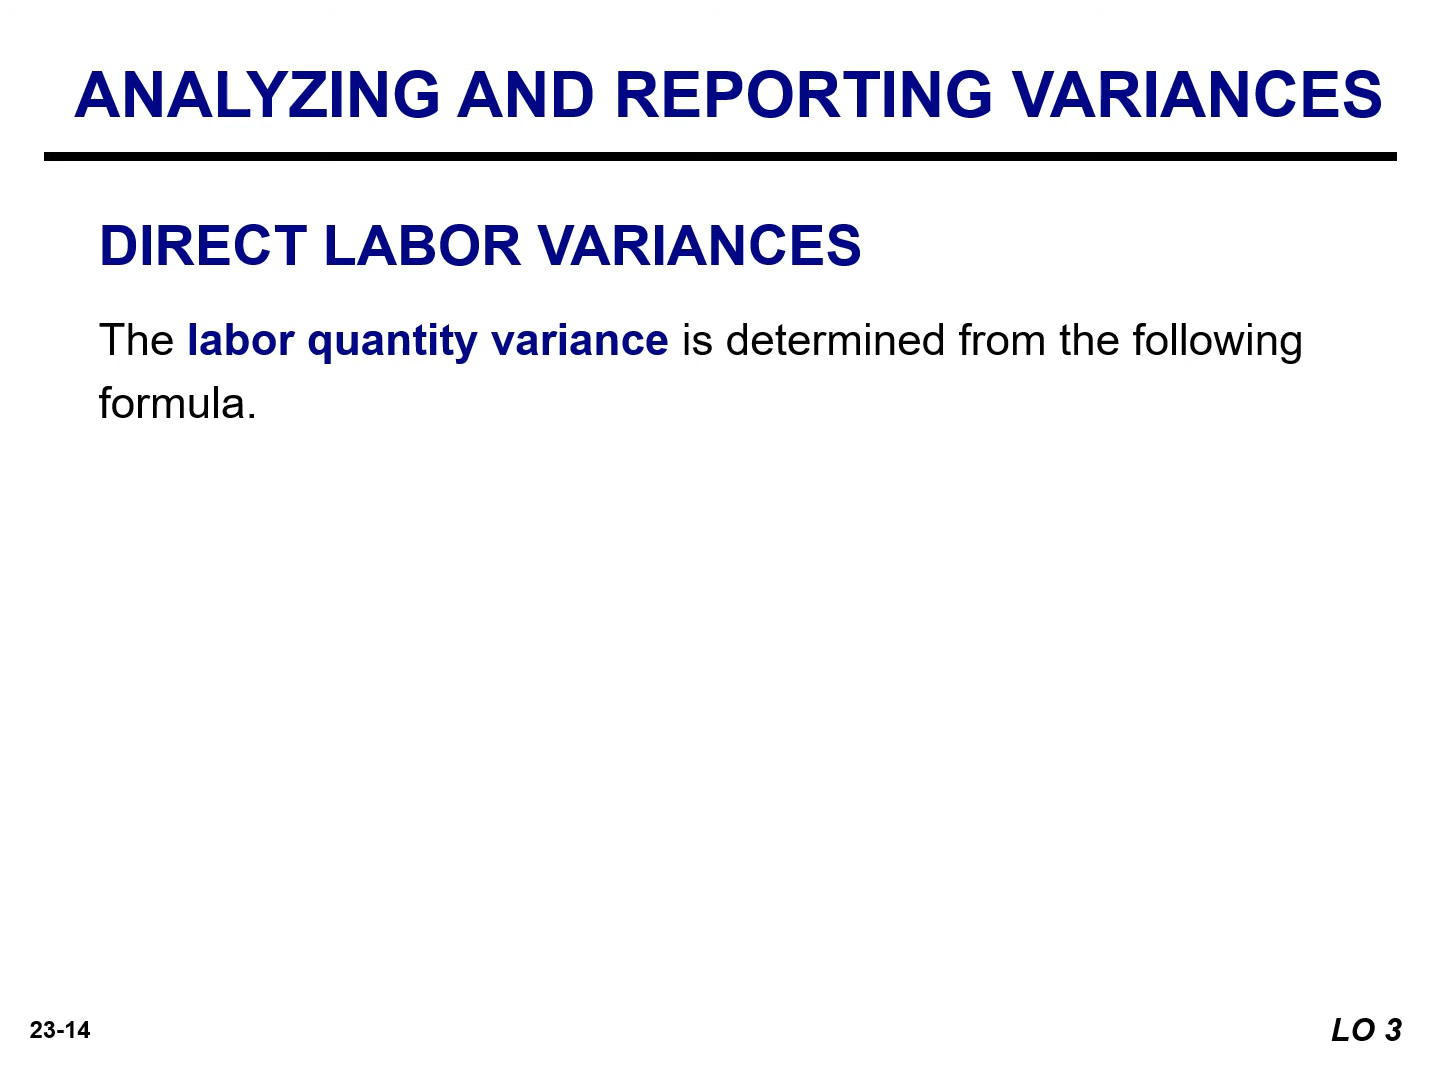 ANALYZING AND REPORTING VARIANCES
DIRECT LABOR VARIANCES
The labor quantity variance is determined from the following
formula.
23-14
LO 3